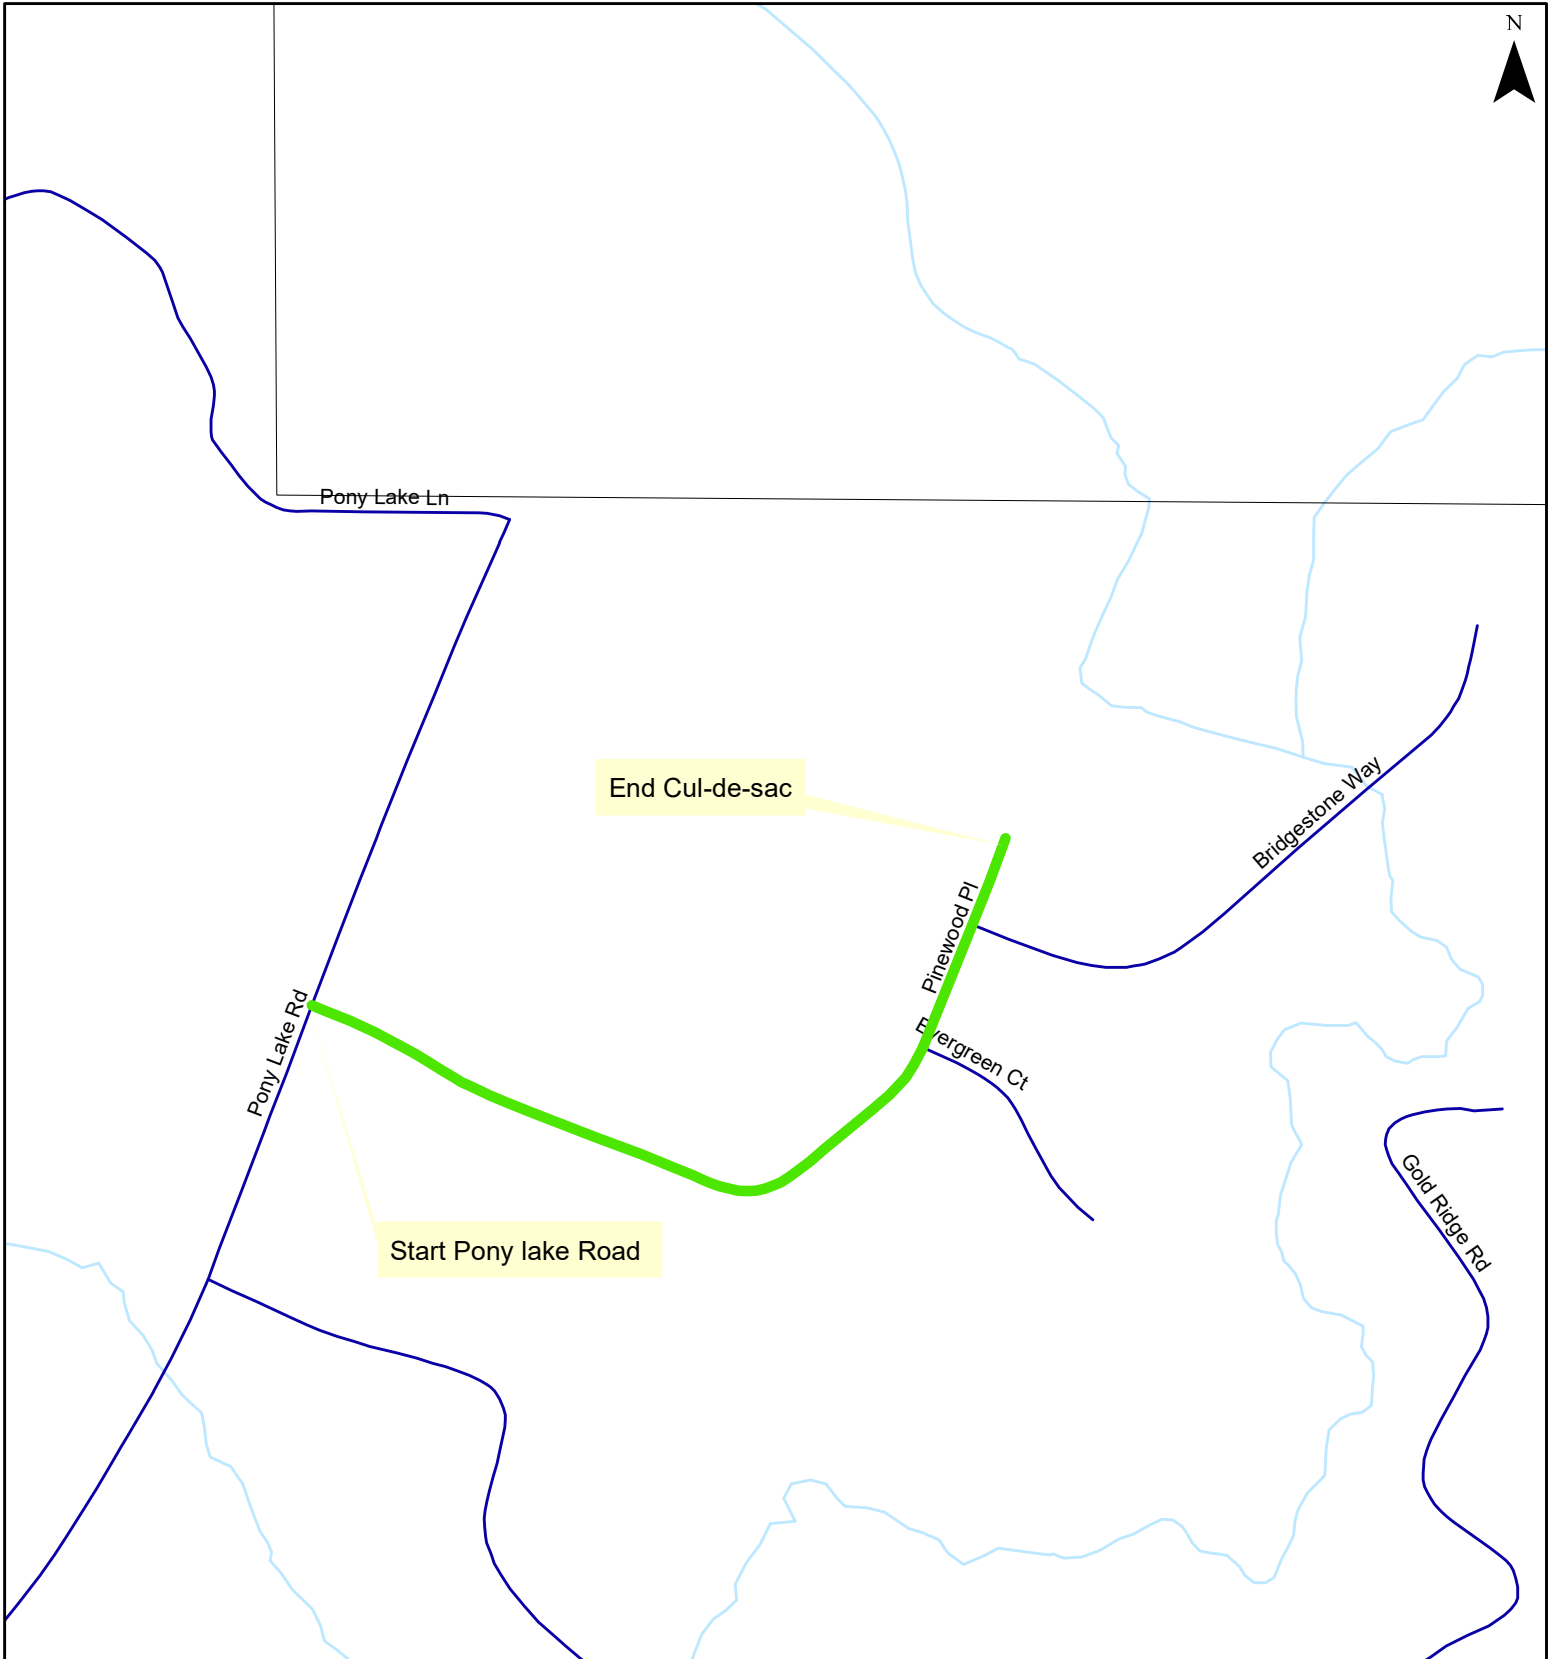 N
Pony Lake Ln
Bridgestone Way
End Cul-de-sac
Pinewood Pl
Pony Lake Rd
Evergreen Ct
Gold Ridge Rd
Start Pony lake Road